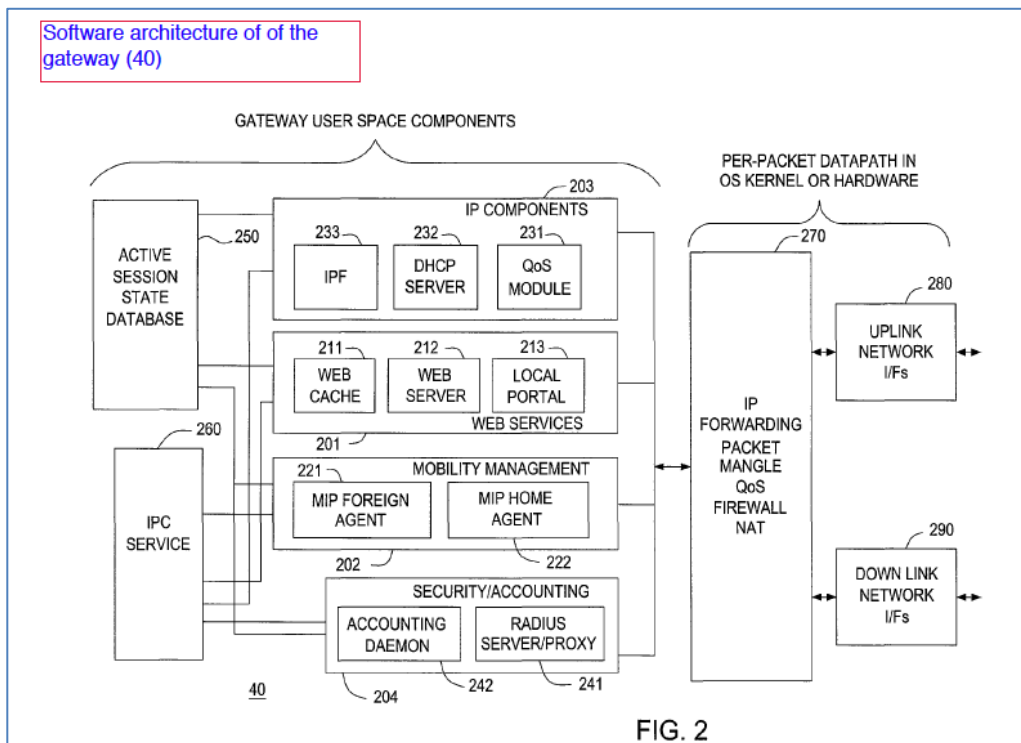 Software architecture of of the
gateway (40)
GATEWAY USER SPACE COMPONENTS
PER-PACKET DATAPATH IN
OS KERNEL OR HARDWARE
203
IP COMPONENTS
233
232
231
IPF
DHCP
SERVER
QoS
MODULE
250
ACTIVE
SESSION
STATE
DATABASE
211
212
213
WEB
CACHE
WEB
SERVER
LOCAL
PORTAL
WEB SERVICES
201
260
IPC
SERVICE
MOBILITY MANAGEMENT
221
MIP FOREIGN
AGENT
MIP HOME
AGENT
202
222
SECURITY/ACCOUNTING
ACCOUNTING
DAEMON
RADIUS
SERVER/PROXY
204
242
241
40
270
IP
FORWARDING
PACKET
MANGLE
QoS
FIREWALL
NAT
280
UPLINK
NETWORK
I/Fs
290
DOWN LINK
NETWORK
I/Fs
FIG. 2